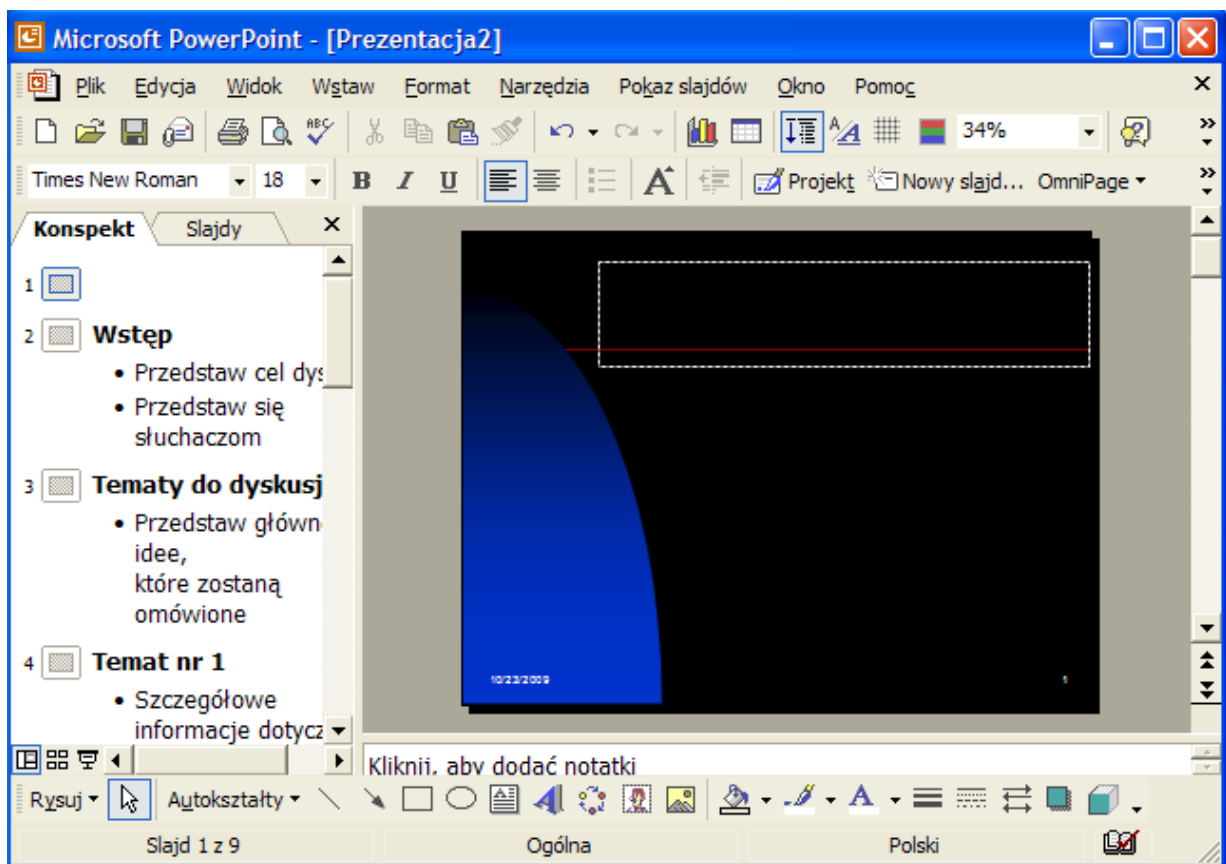 Microsoft PowerPoint - [Prezentacja2]
Plik Edycja Widok Wstaw Format Narzędzia Pokaz slajdów Okno Pomoc
ABC 34%
Times New Roman 18 B I U A Projekt Nowy slajd... OmniPage
Konspekt Slajdy
1
2 Wstęp
• Przedstaw cel dys
• Przedstaw się
słuchaczom
3 Tematy do dyskusj
• Przedstaw główn
idee,
które zostaną
omówione
4 Temat nr 1
• Szczegółowe
informacje dotycz
10/23/2009 1
Kliknij, aby dodać notatki
Rysuj Autokształty
Slajd 1 z 9 Ogólna Polski